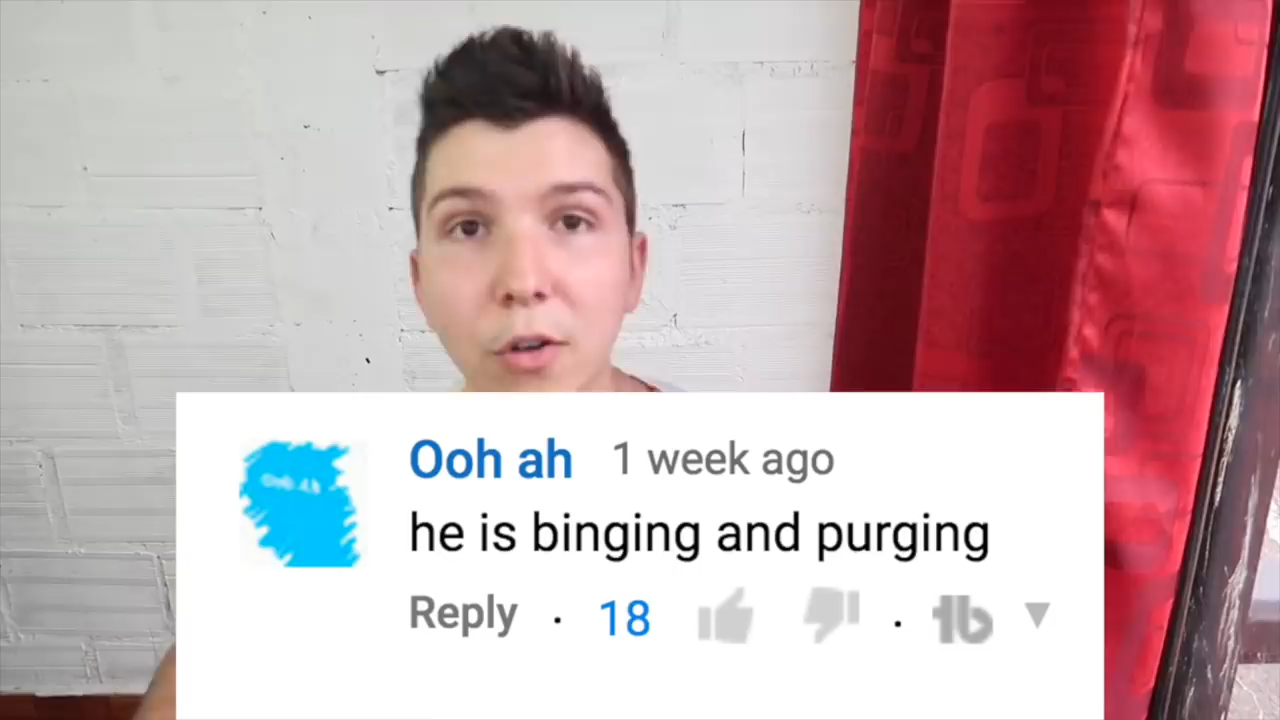 Ooh ah 1 week ago
he is binging and purging
Reply · 18 ·